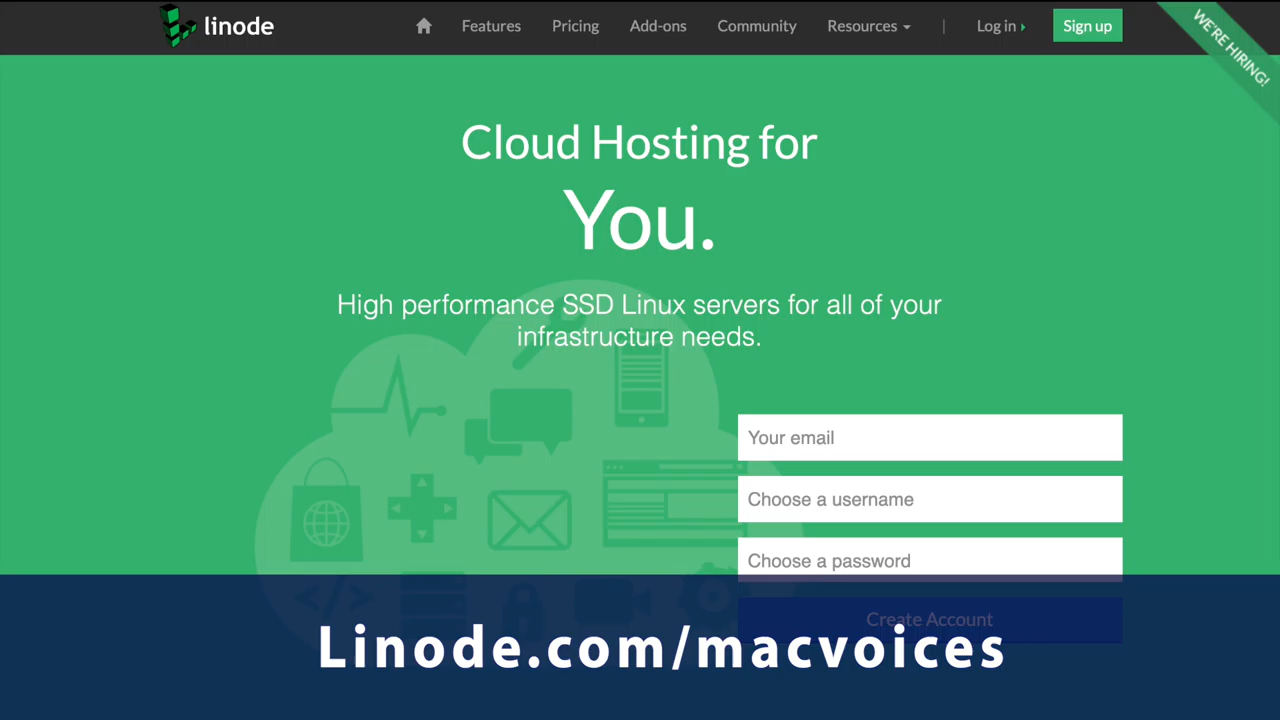 linode
Features Pricing Add-ons Community Resources | Log in Sign up
WE'RE HIRING!
Cloud Hosting for
You.
High performance SSD Linux servers for all of your
infrastructure needs.
Your email
Choose a username
Choose a password
Create Account
Linode.com/macvoices